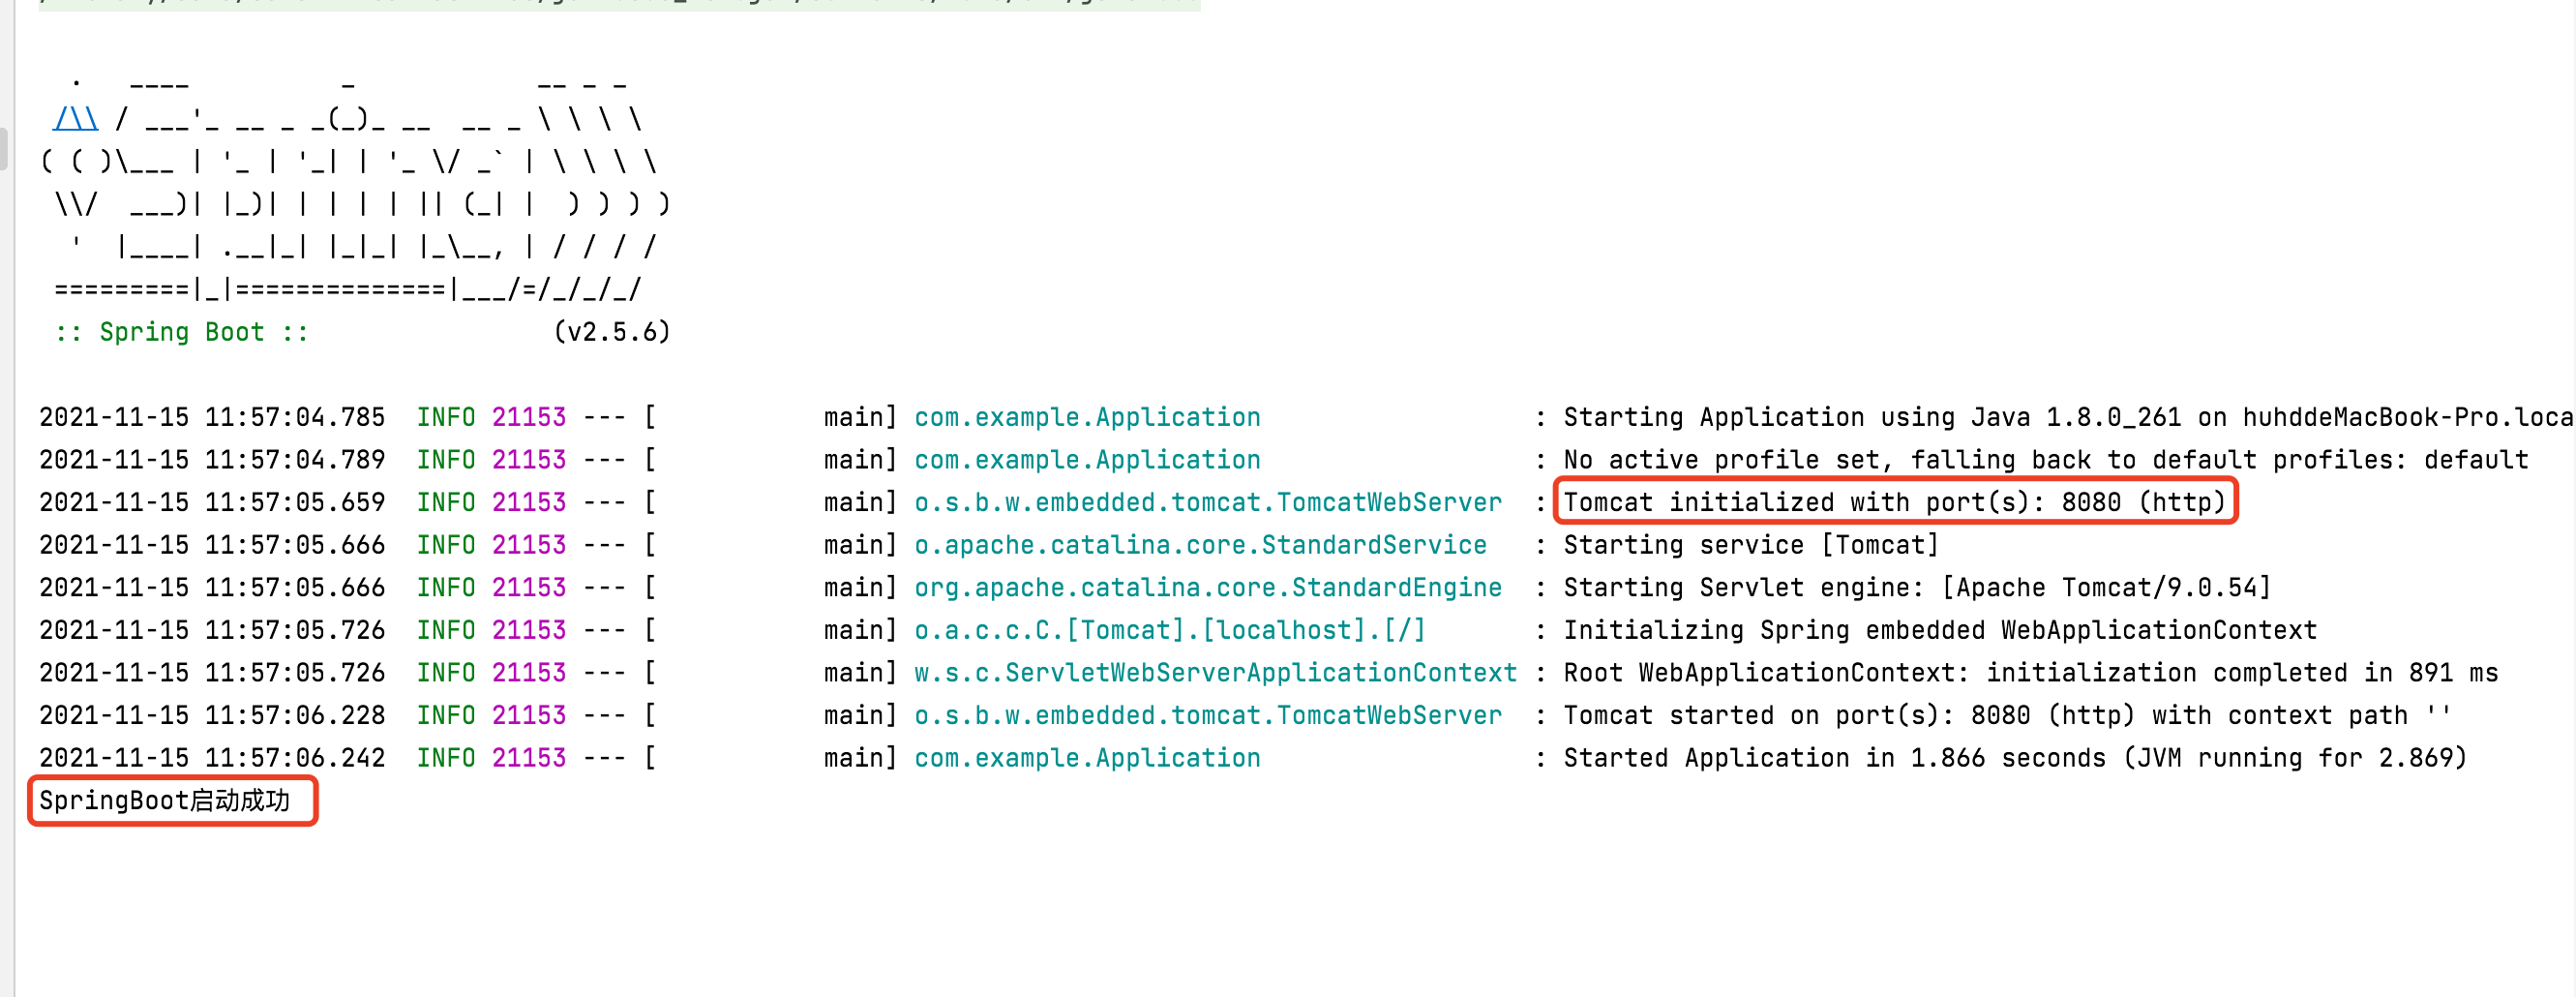 .   ____          _            __ _ _
 /\\ / ___'_ __ _ _(_)_ __  __ _ \ \ \ \
( ( )\___ | '_ | '_| | '_ \/ _` | \ \ \ \
 \\/  ___)| |_)| | | | | || (_| |  ) ) ) )
  '  |____| .__|_| |_|_| |_\__, | / / / /
 =========|_|==============|___/=/_/_/_/
 :: Spring Boot ::                (v2.5.6)
2021-11-15 11:57:04.785  INFO 21153 --- [           main] com.example.Application                  : Starting Application using Java 1.8.0_261 on huhddeMacBook-Pro.loca
2021-11-15 11:57:04.789  INFO 21153 --- [           main] com.example.Application                  : No active profile set, falling back to default profiles: default
2021-11-15 11:57:05.659  INFO 21153 --- [           main] o.s.b.w.embedded.tomcat.TomcatWebServer  : Tomcat initialized with port(s): 8080 (http)
2021-11-15 11:57:05.666  INFO 21153 --- [           main] o.apache.catalina.core.StandardService   : Starting service [Tomcat]
2021-11-15 11:57:05.666  INFO 21153 --- [           main] org.apache.catalina.core.StandardEngine  : Starting Servlet engine: [Apache Tomcat/9.0.54]
2021-11-15 11:57:05.726  INFO 21153 --- [           main] o.a.c.c.C.[Tomcat].[localhost].[/]       : Initializing Spring embedded WebApplicationContext
2021-11-15 11:57:05.726  INFO 21153 --- [           main] w.s.c.ServletWebServerApplicationContext : Root WebApplicationContext: initialization completed in 891 ms
2021-11-15 11:57:06.228  INFO 21153 --- [           main] o.s.b.w.embedded.tomcat.TomcatWebServer  : Tomcat started on port(s): 8080 (http) with context path ''
2021-11-15 11:57:06.242  INFO 21153 --- [           main] com.example.Application                  : Started Application in 1.866 seconds (JVM running for 2.869)
SpringBoot启动成功